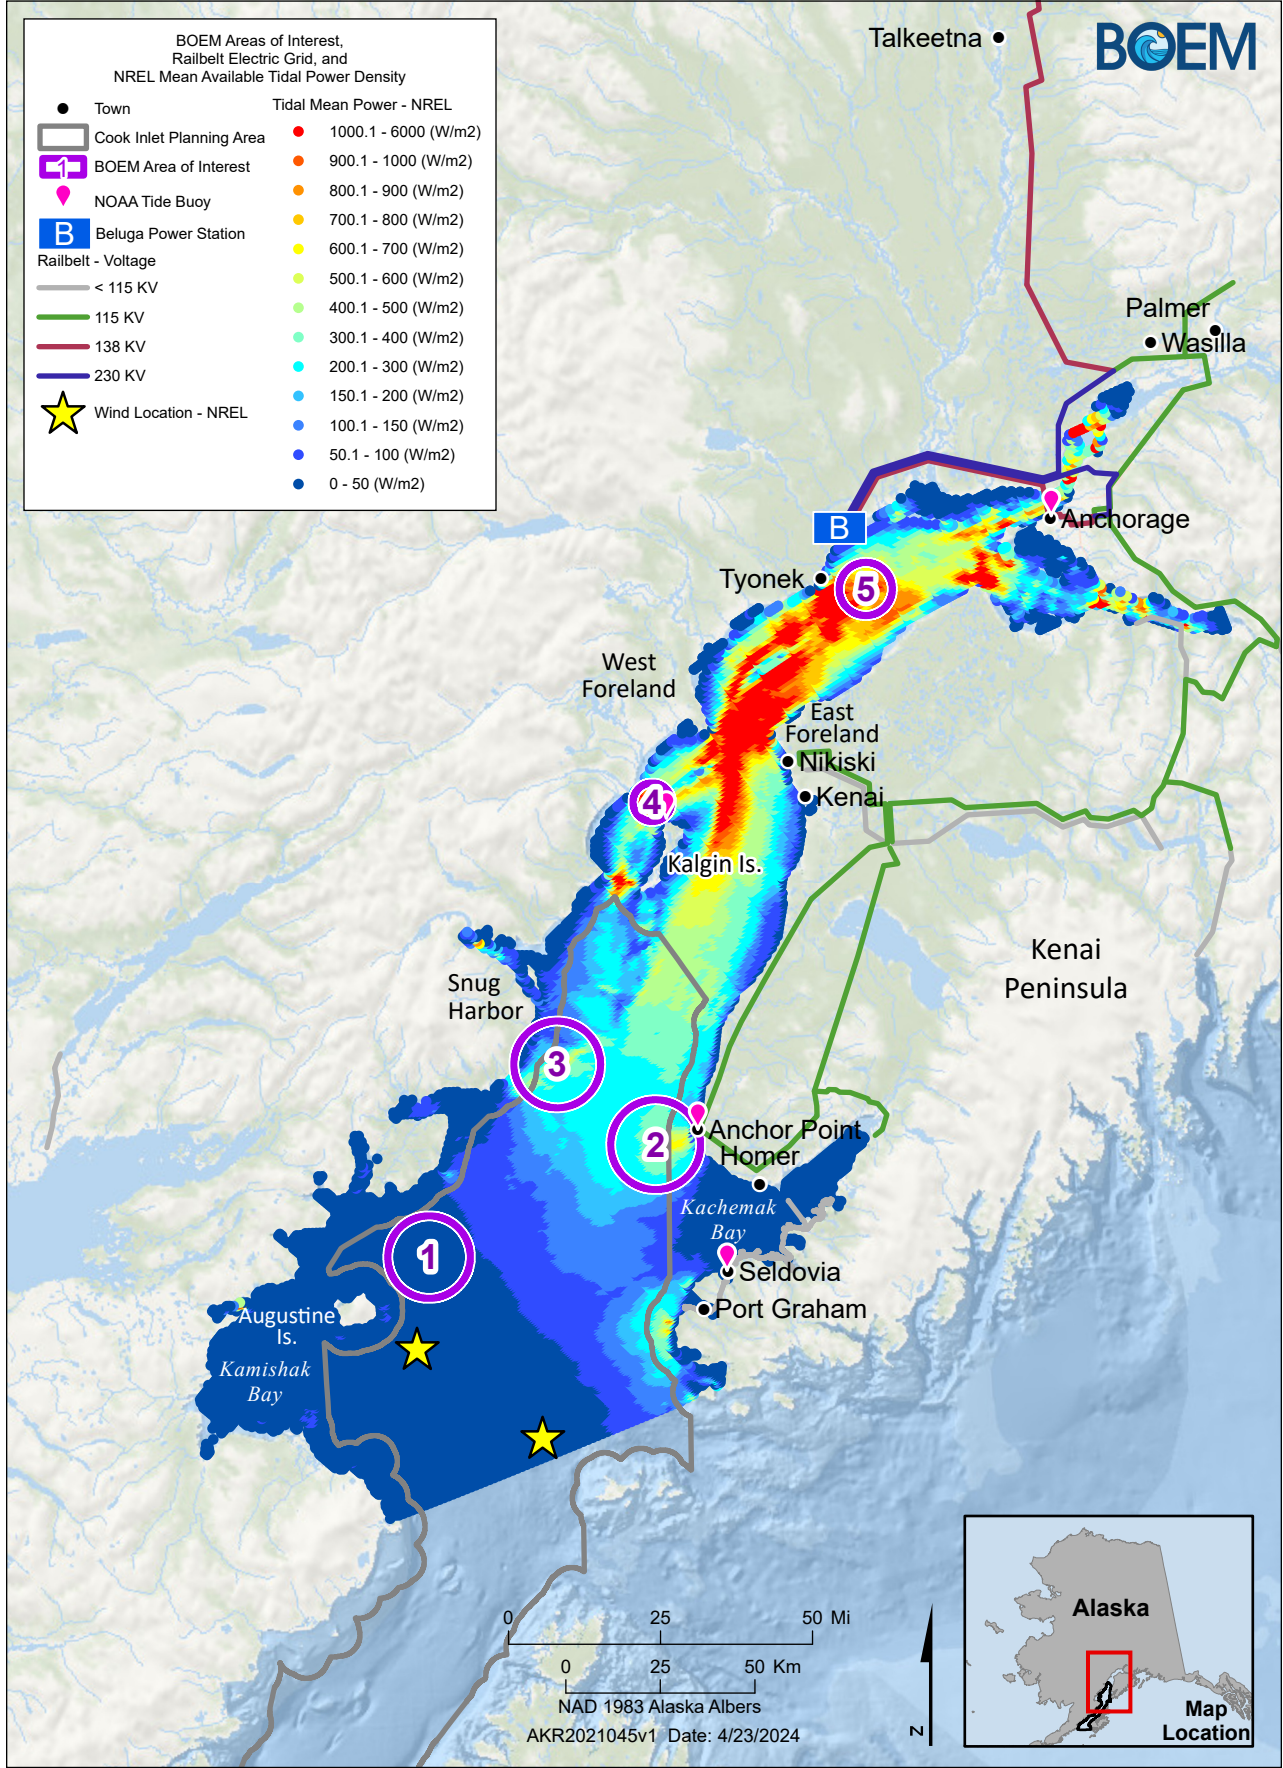 BOEM Areas of Interest,
Railbelt Electric Grid, and
NREL Mean Available Tidal Power Density
Town
Cook Inlet Planning Area
1
BOEM Area of Interest
NOAA Tide Buoy
B
Beluga Power Station
Railbelt - Voltage
< 115 KV
115 KV
138 KV
230 KV
Wind Location - NREL
Tidal Mean Power - NREL
1000.1 - 6000 (W/m2)
900.1 - 1000 (W/m2)
800.1 - 900 (W/m2)
700.1 - 800 (W/m2)
600.1 - 700 (W/m2)
500.1 - 600 (W/m2)
400.1 - 500 (W/m2)
300.1 - 400 (W/m2)
200.1 - 300 (W/m2)
150.1 - 200 (W/m2)
100.1 - 150 (W/m2)
50.1 - 100 (W/m2)
0 - 50 (W/m2)
BOEM
Talkeetna
Palmer
Wasilla
Anchorage
B
Tyonek
5
West
Foreland
East
Foreland
Nikiski
Kenai
4
Kalgin Is.
Kenai
Peninsula
Snug
Harbor
3
2
Anchor Point
Homer
Kachemak
Bay
1
Seldovia
Port Graham
Augustine
Is.
Kamishak
Bay
0 25 50 Mi
0 25 50 Km
NAD 1983 Alaska Albers
AKR2021045v1 Date: 4/23/2024
N
Alaska
Map
Location